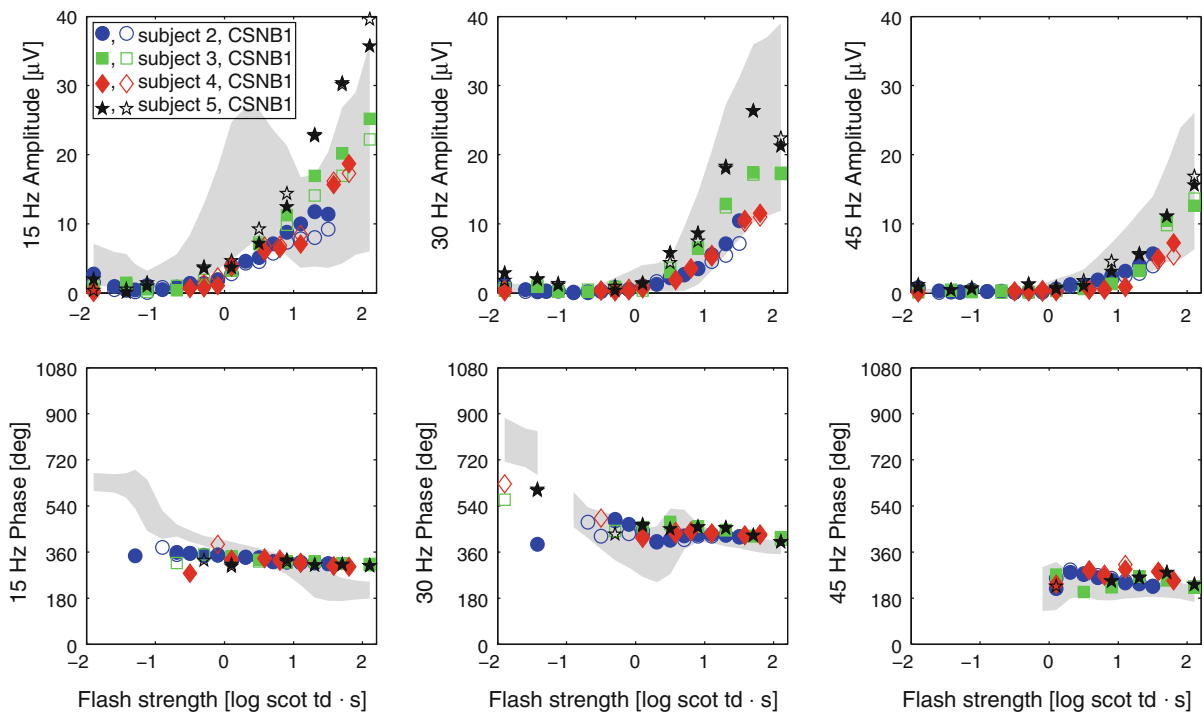 15 Hz Amplitude [μV]
40
30
20
10
0
−2 −1 0 1 2
, subject 2, CSNB1
, subject 3, CSNB1
, subject 4, CSNB1
, subject 5, CSNB1
30 Hz Amplitude [μV]
40
30
20
10
0
−2 −1 0 1 2
45 Hz Amplitude [μV]
40
30
20
10
0
−2 −1 0 1 2
15 Hz Phase [deg]
1080
900
720
540
360
180
0
−2 −1 0 1 2
Flash strength [log scot td · s]
30 Hz Phase [deg]
1080
900
720
540
360
180
0
−2 −1 0 1 2
Flash strength [log scot td · s]
45 Hz Phase [deg]
1080
900
720
540
360
180
0
−2 −1 0 1 2
Flash strength [log scot td · s]